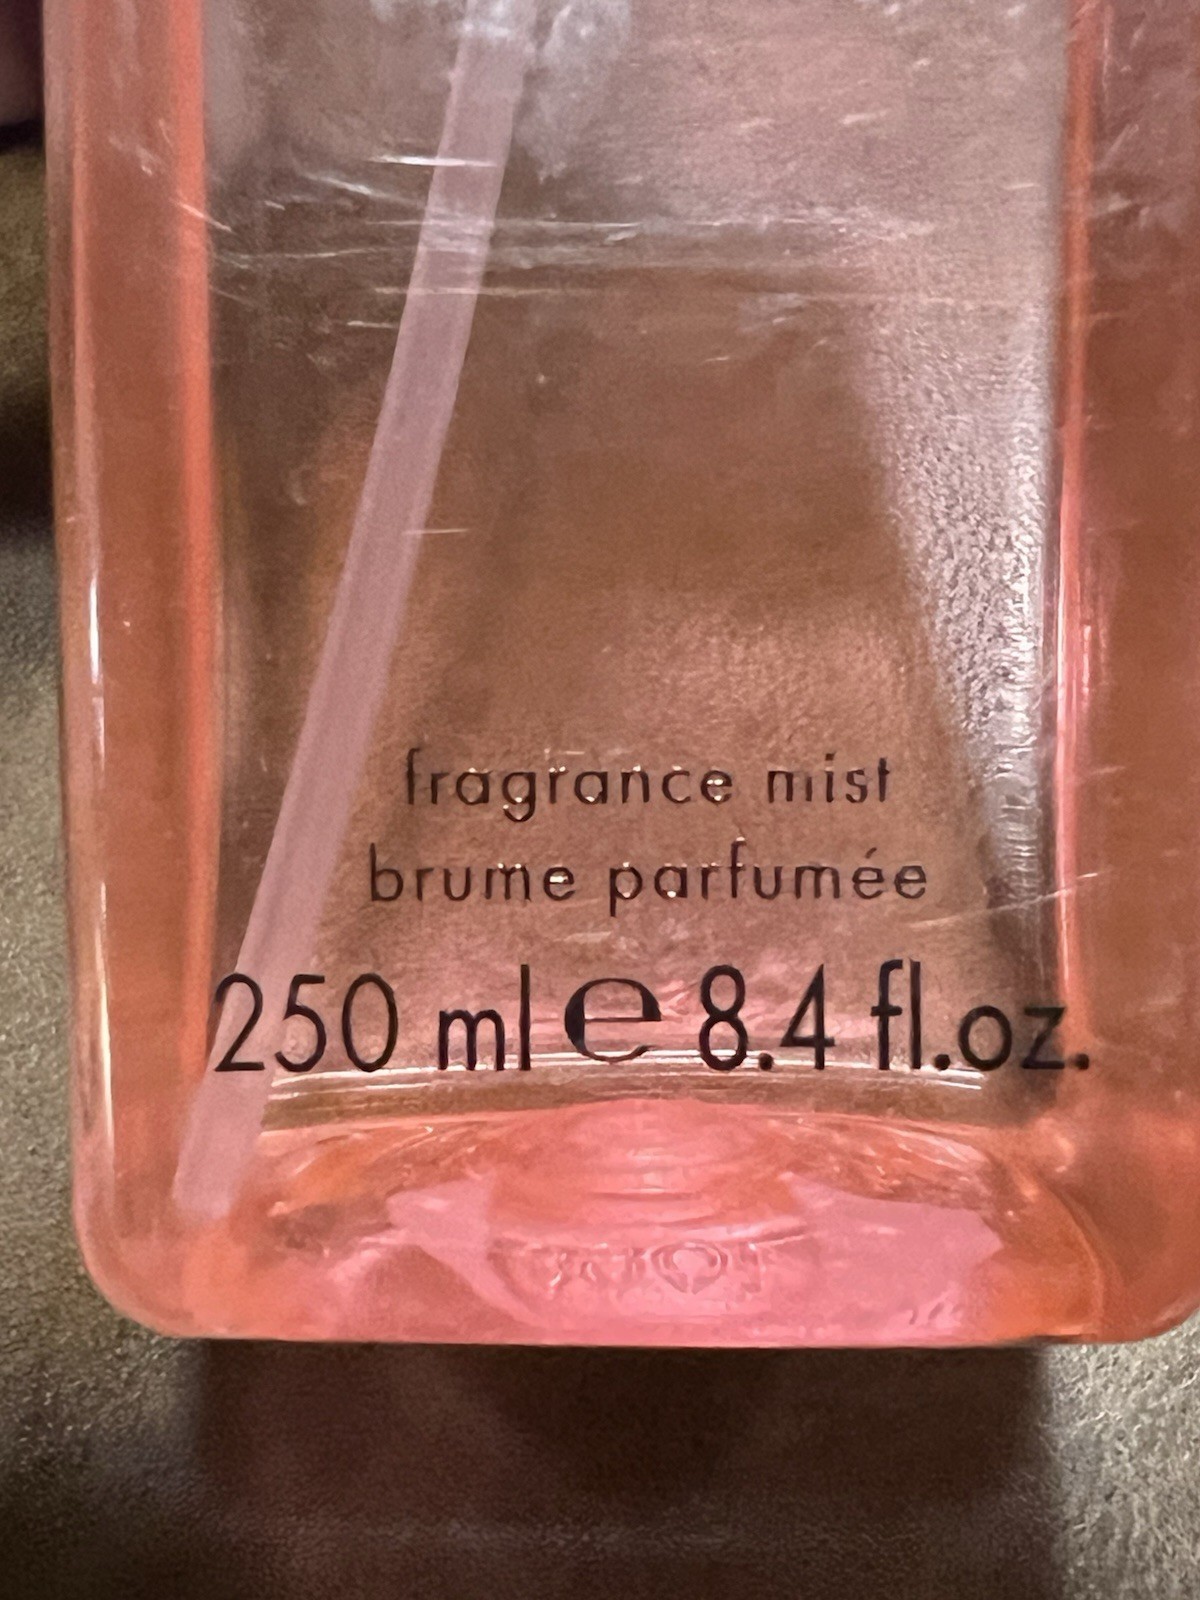 fragrance mist
brume parfumée
250 ml ℮ 8.4 fl.oz.